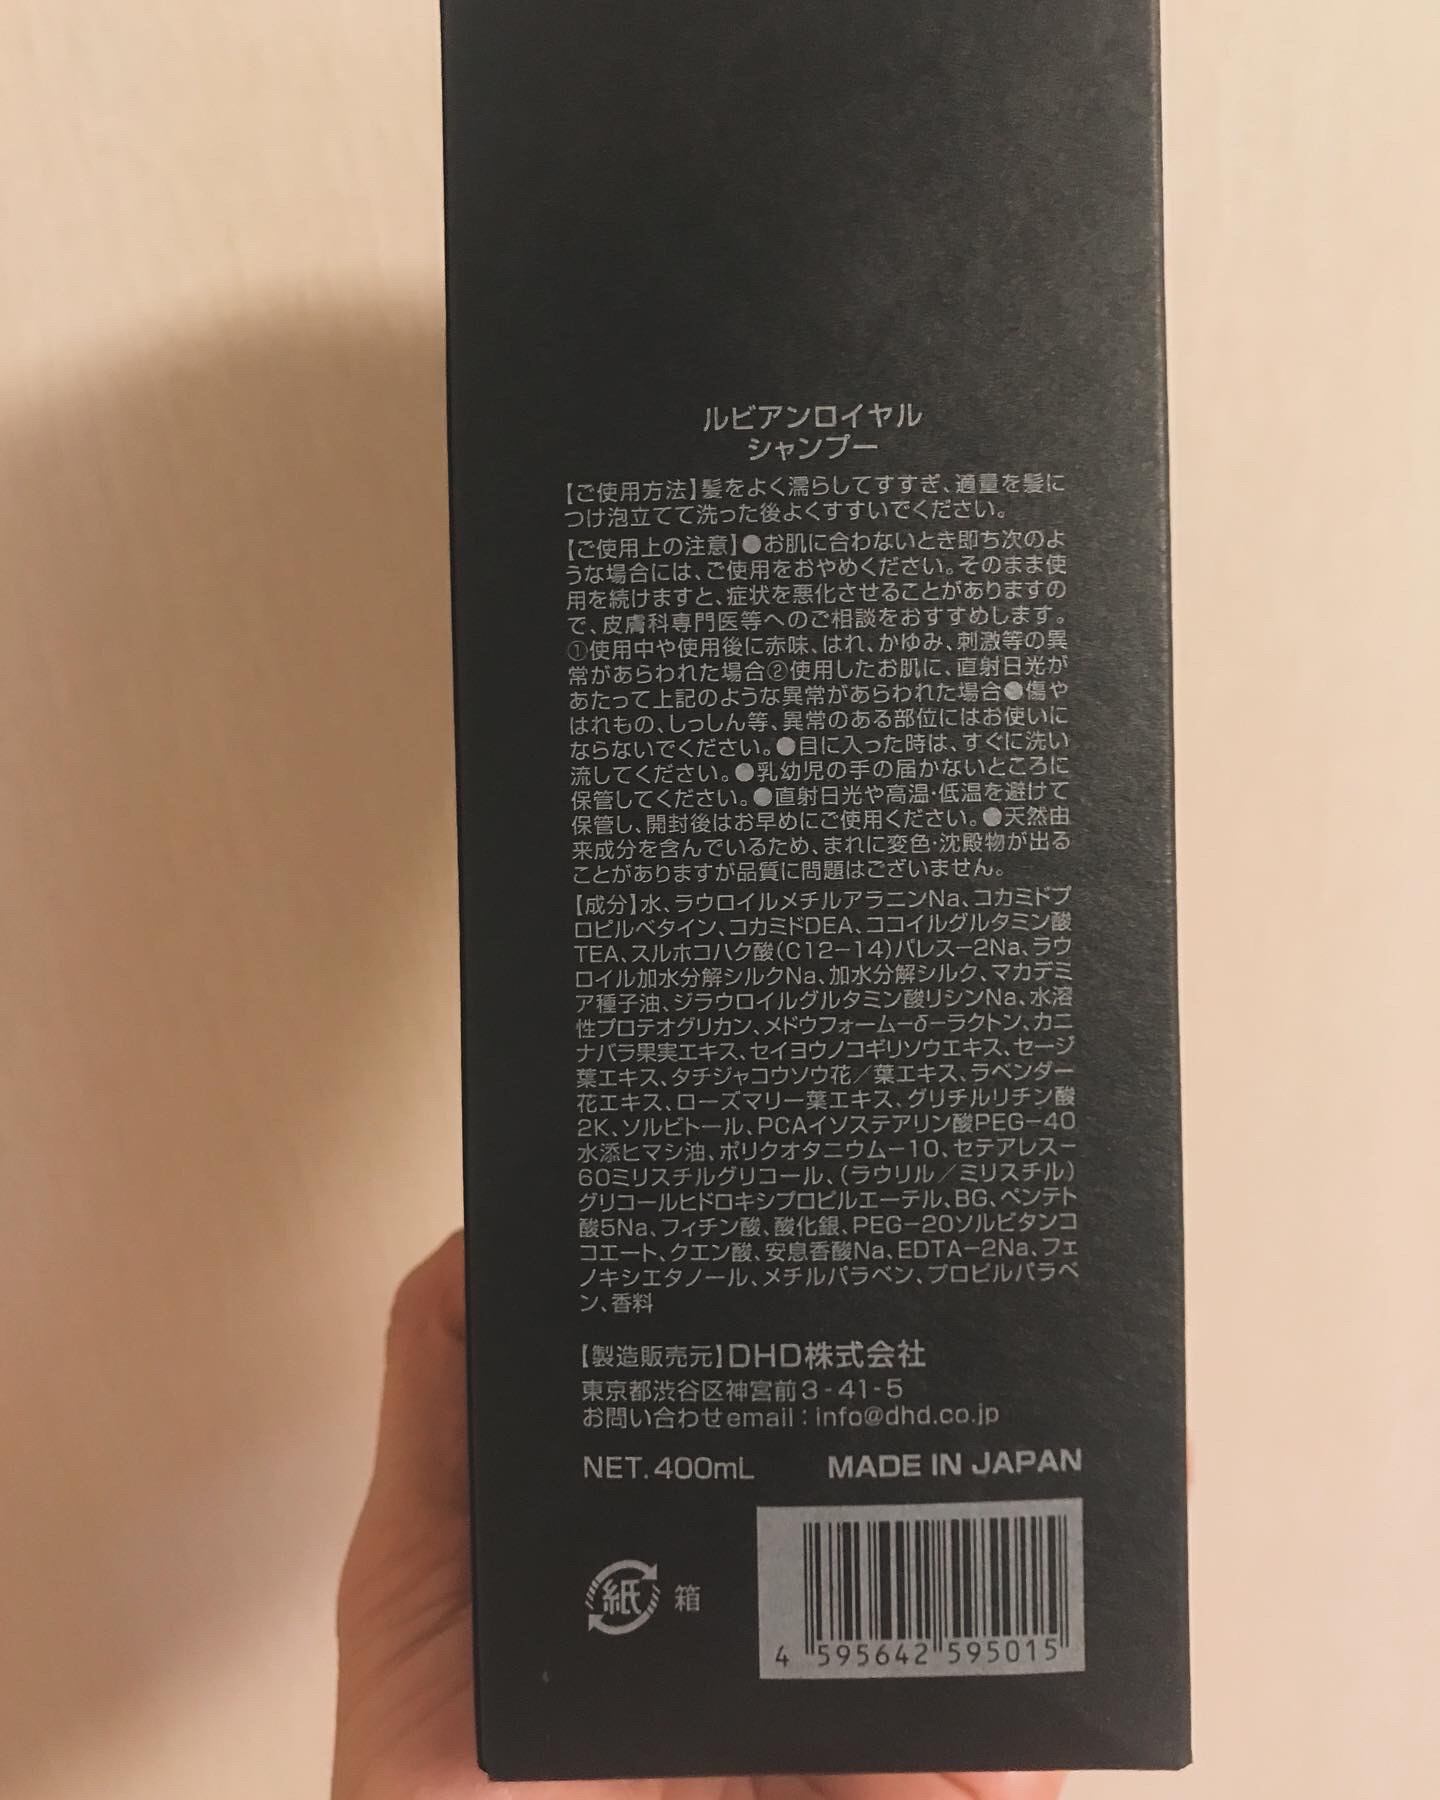 ルビアンロイヤル
シャンプー
【ご使用方法】髪をよく濡らしてすすぎ、適量を髪に
つけ泡立てて洗った後よくすすいでください。
【ご使用上の注意】●お肌に合わないとき即ち次のよ
うな場合には、ご使用をおやめください。そのまま使
用を続けますと、症状を悪化させることがありますの
で、皮膚科専門医等へのご相談をおすすめします。
①使用中や使用後に赤味、はれ、かゆみ、刺激等の異
常があらわれた場合②使用したお肌に、直射日光が
あたって上記のような異常があらわれた場合●傷や
はれもの、しっしん等、異常のある部位にはお使いに
ならないでください。●目に入った時は、すぐに洗い
流してください。●乳幼児の手の届かないところに
保管してください。●直射日光や高温・低温を避けて
保管し、開封後はお早めにご使用ください。●天然由
来成分を含んでいるため、まれに変色・沈殿物が出る
ことがありますが品質に問題はございません。
【成分】水、ラウロイルメチルアラニンNa、コカミドプ
ロピルベタイン、コカミドDEA、ココイルグルタミン酸
TEA、スルホコハク酸(C12-14)パレス-2Na、ラウ
ロイル加水分解シルクNa、加水分解シルク、マカデミ
ア種子油、ジラウロイルグルタミン酸リシンNa、水溶
性プロテオグリカン、メドウフォーム-δ-ラクトン、カニ
ナバラ果実エキス、セイヨウノコギリソウエキス、セージ
葉エキス、タチジャコウソウ花/葉エキス、ラベンダー
花エキス、ローズマリー葉エキス、グリチルリチン酸
2K、ソルビトール、PCAイソステアリン酸PEG-40
水添ヒマシ油、ポリクオタニウム-10、セテアレス-
60ミリスチルグリコール、(ラウリル/ミリスチル)
グリコールヒドロキシプロピルエーテル、BG、ペンテト
酸5Na、フィチン酸、酸化銀、PEG-20ソルビタンコ
コエート、クエン酸、安息香酸Na、EDTA-2Na、フェ
ノキシエタノール、メチルパラベン、プロピルパラベ
ン、香料
【製造販売元】DHD株式会社
東京都渋谷区神宮前3-41-5
お問い合わせemail:info@dhd.co.jp
NET.400mL MADE IN JAPAN
紙 箱
4 595642 595015